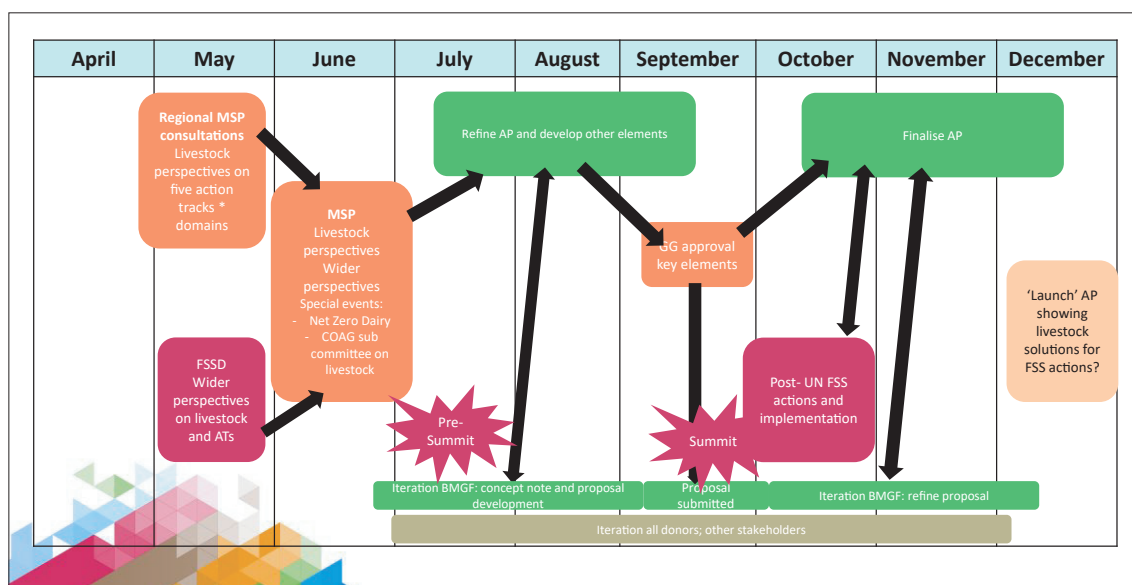 April
May
June
July
August
September
October
November
December
Regional MSP
consultations
Livestock
perspectives on
five action
tracks *
domains
FSSD
Wider
perspectives
on livestock
and ATs
MSP
Livestock
perspectives
Wider
perspectives
Special events:
- Net Zero Dairy
- COAG sub
committee on
livestock
Refine AP and develop other elements
Pre-
Summit
GG approval
key elements
Summit
Finalise AP
Post- UN FSS
actions and
implementation
‘Launch’ AP
showing
livestock
solutions for
FSS actions?
Iteration BMGF: concept note and proposal
development
Proposal
submitted
Iteration BMGF: refine proposal
Iteration all donors; other stakeholders